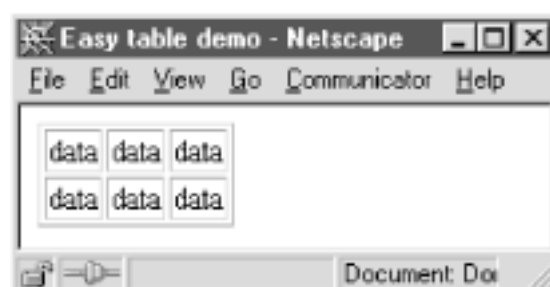 Easy table demo - Netscape
File Edit View Go Communicator Help
data data data
data data data
Document: Do